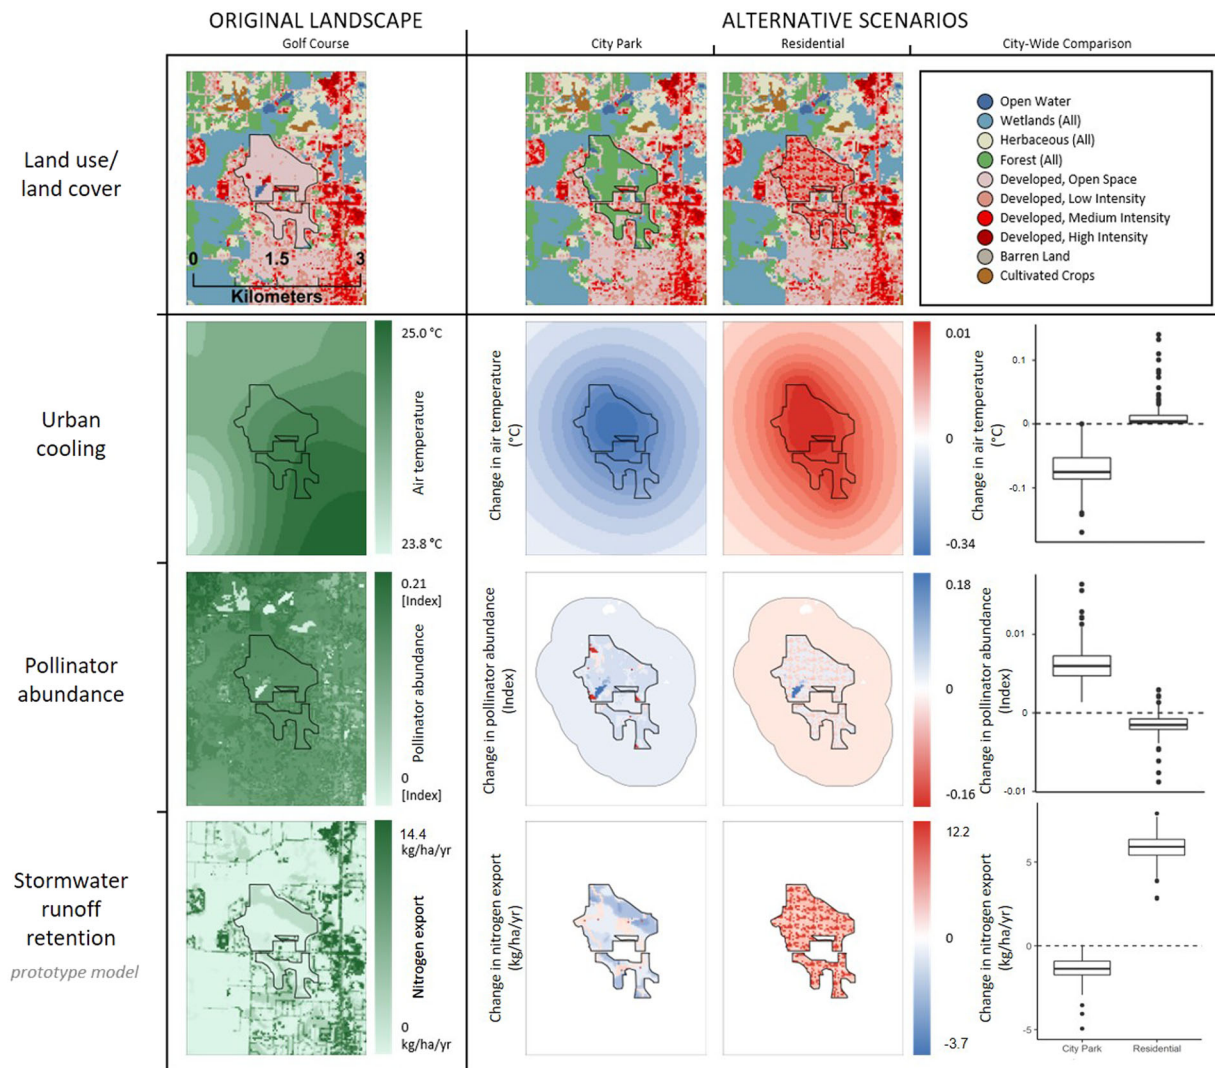 ORIGINAL LANDSCAPE
ALTERNATIVE SCENARIOS
Golf Course
City Park
Residential
City-Wide Comparison
Land use/
land cover
0
1.5
3
Kilometers
Open Water
Wetlands (All)
Herbaceous (All)
Forest (All)
Developed, Open Space
Developed, Low Intensity
Developed, Medium Intensity
Developed, High Intensity
Barren Land
Cultivated Crops
Urban
cooling
25.0 °C
Air temperature
23.8 °C
Change in air temperature
(°C)
0.01
0
-0.34
Change in air temperature
(°C)
0.1
0
-0.1
Pollinator
abundance
0.21
[Index]
Pollinator abundance
0
[Index]
Change in pollinator abundance
(Index)
0.18
0
-0.16
Change in pollinator abundance
(Index)
0.01
0
-0.01
Stormwater
runoff
retention
prototype model
14.4
kg/ha/yr
Nitrogen export
0
kg/ha/yr
Change in nitrogen export
(kg/ha/yr)
12.2
0
-3.7
Change in nitrogen export
(kg/ha/yr)
5
0
-5
City Park
Residential